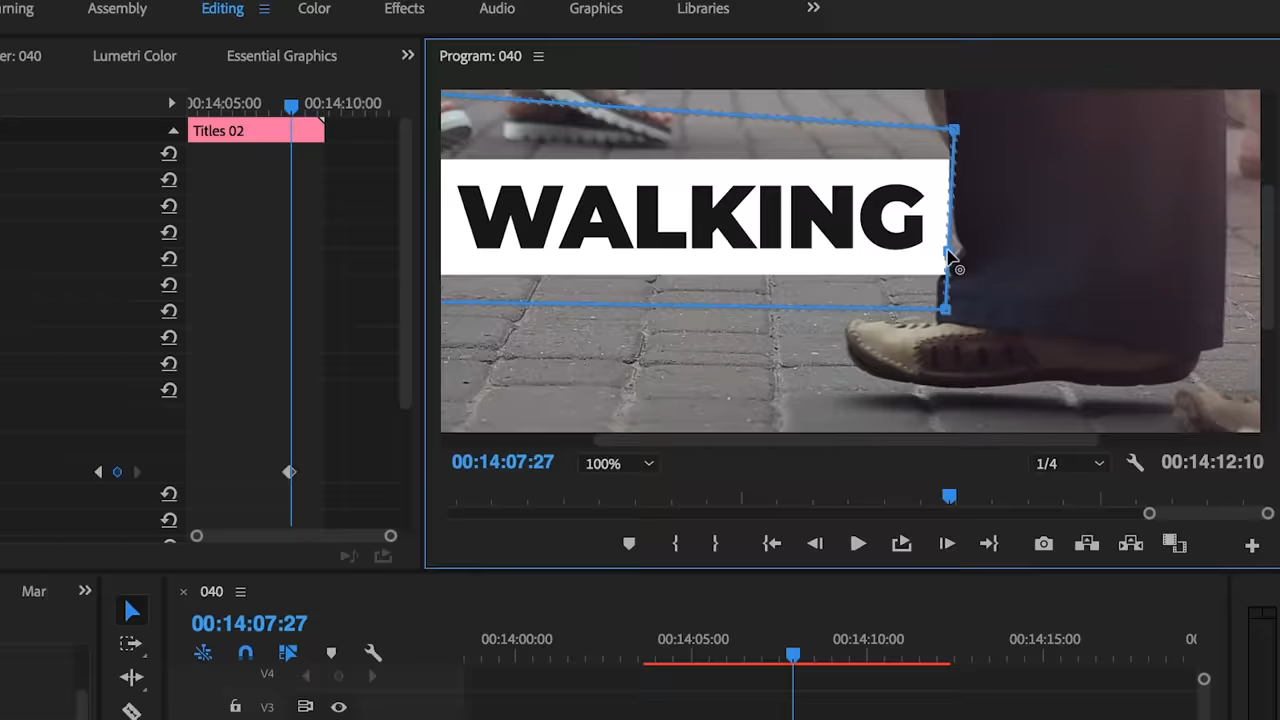 rning Assembly Editing Color Effects Audio Graphics Libraries
er: 040 Lumetri Color Essential Graphics
Program: 040
00:14:05:00 00:14:10:00
Titles 02
WALKING
00:14:07:27 100% 1/4 00:14:12:10
Mar
040
00:14:07:27
00:14:00:00 00:14:05:00 00:14:10:00 00:14:15:00 00
V4
V3